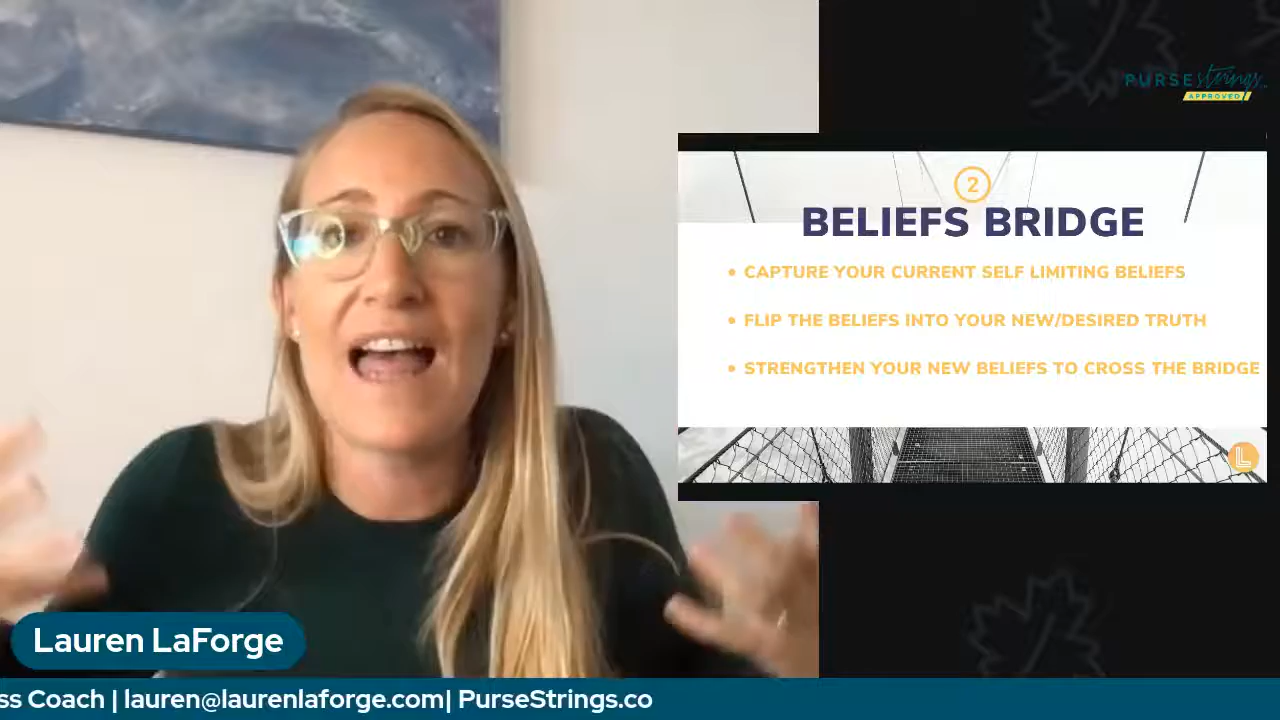 PURSEstrings
APPROVED
2
BELIEFS BRIDGE
• CAPTURE YOUR CURRENT SELF LIMITING BELIEFS
• FLIP THE BELIEFS INTO YOUR NEW/DESIRED TRUTH
• STRENGTHEN YOUR NEW BELIEFS TO CROSS THE BRIDGE
L
Lauren LaForge
ss Coach | lauren@laurenlaforge.com| PurseStrings.co